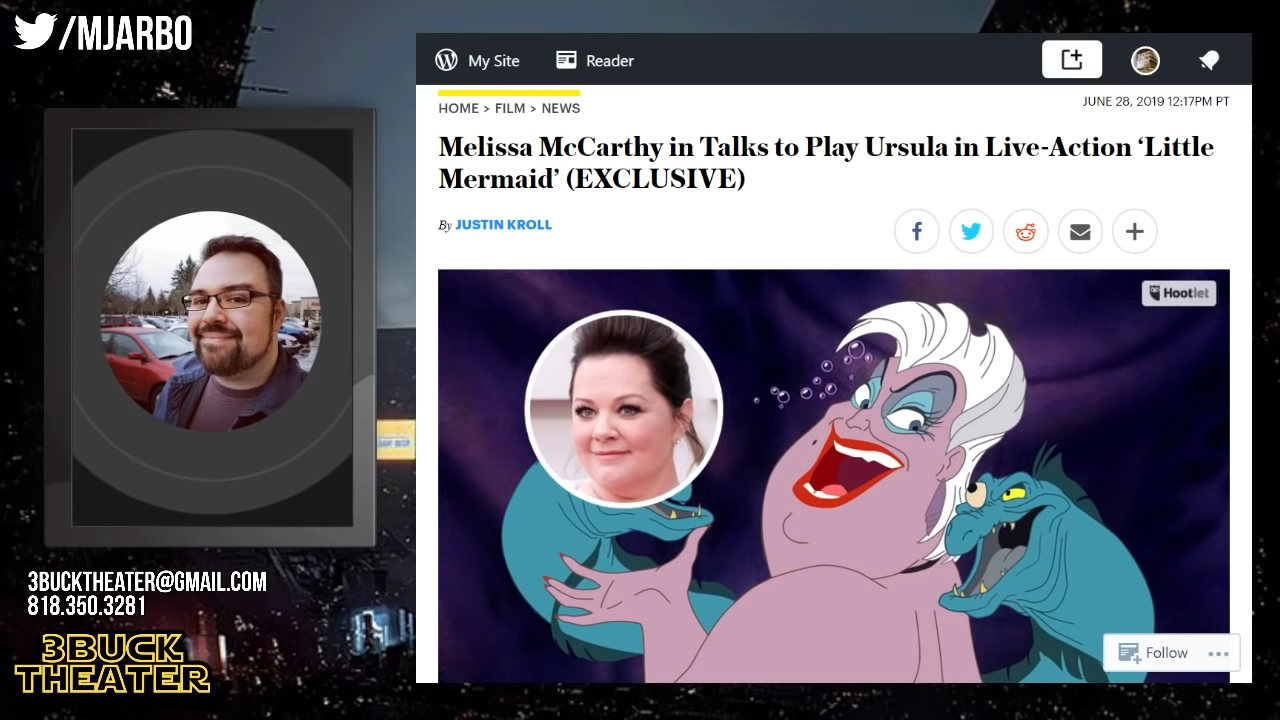 /MJARBO
3BUCKTHEATER@GMAIL.COM
818.350.3281
3BUCK
THEATER
My Site
Reader
HOME > FILM > NEWS
JUNE 28, 2019 12:17PM PT
Melissa McCarthy in Talks to Play Ursula in Live-Action ‘Little
Mermaid’ (EXCLUSIVE)
By JUSTIN KROLL
Hootlet
Follow